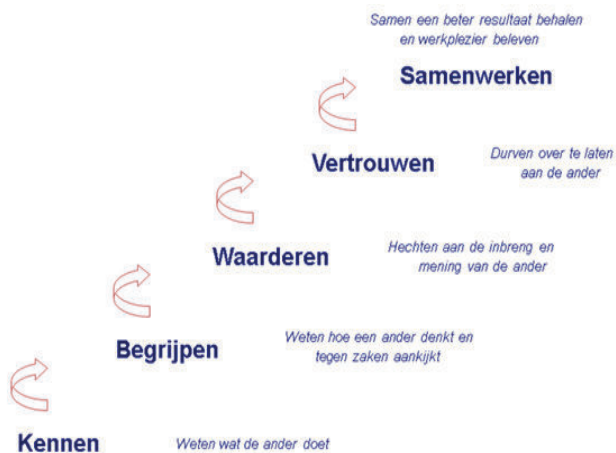 Samen een beter resultaat behalen
en werkplezier beleven
Samenwerken
Vertrouwen
Durven over te laten
aan de ander
Waarderen
Hechten aan de inbreng en
mening van de ander
Begrijpen
Weten hoe een ander denkt en
tegen zaken aankijkt
Kennen
Weten wat de ander doet